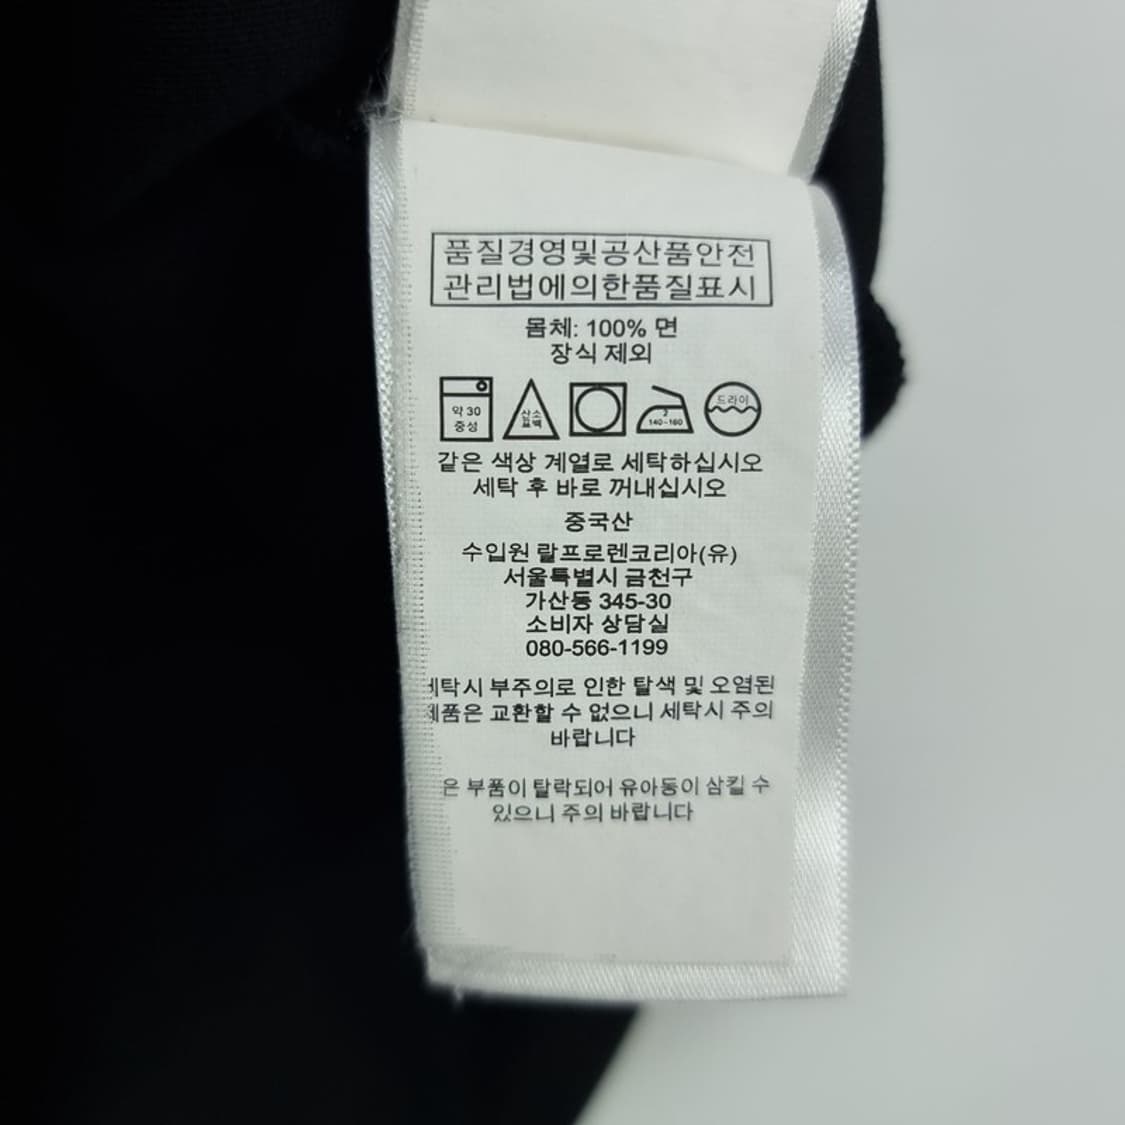 품질경영및공산품안전
관리법에의한품질표시
몸체: 100% 면
장식 제외
약 30
중성
산소
표백
2
140~160
드라이
같은 색상 계열로 세탁하십시오
세탁 후 바로 꺼내십시오
중국산
수입원 랄프로렌코리아(유)
서울특별시 금천구
가산동 345-30
소비자 상담실
080-566-1199
세탁시 부주의로 인한 탈색 및 오염된
제품은 교환할 수 없으니 세탁시 주의
바랍니다
은 부품이 탈락되어 유아동이 삼킬 수
있으니 주의 바랍니다